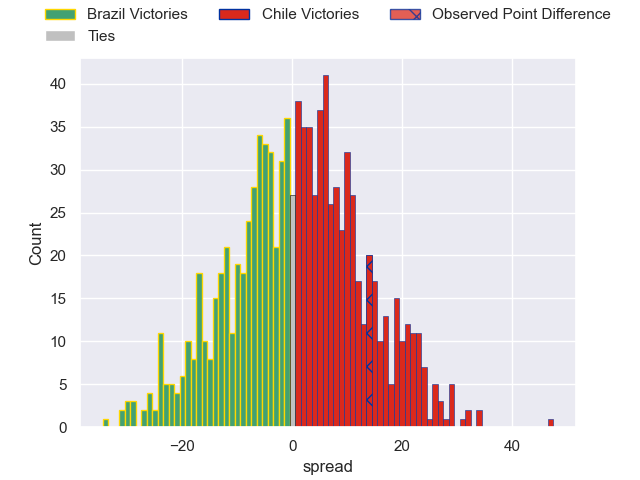 Brazil Victories
Chile Victories
Observed Point Difference
Ties
40
35
30
25
20
15
10
5
0
Count
−20
0
20
40
spread